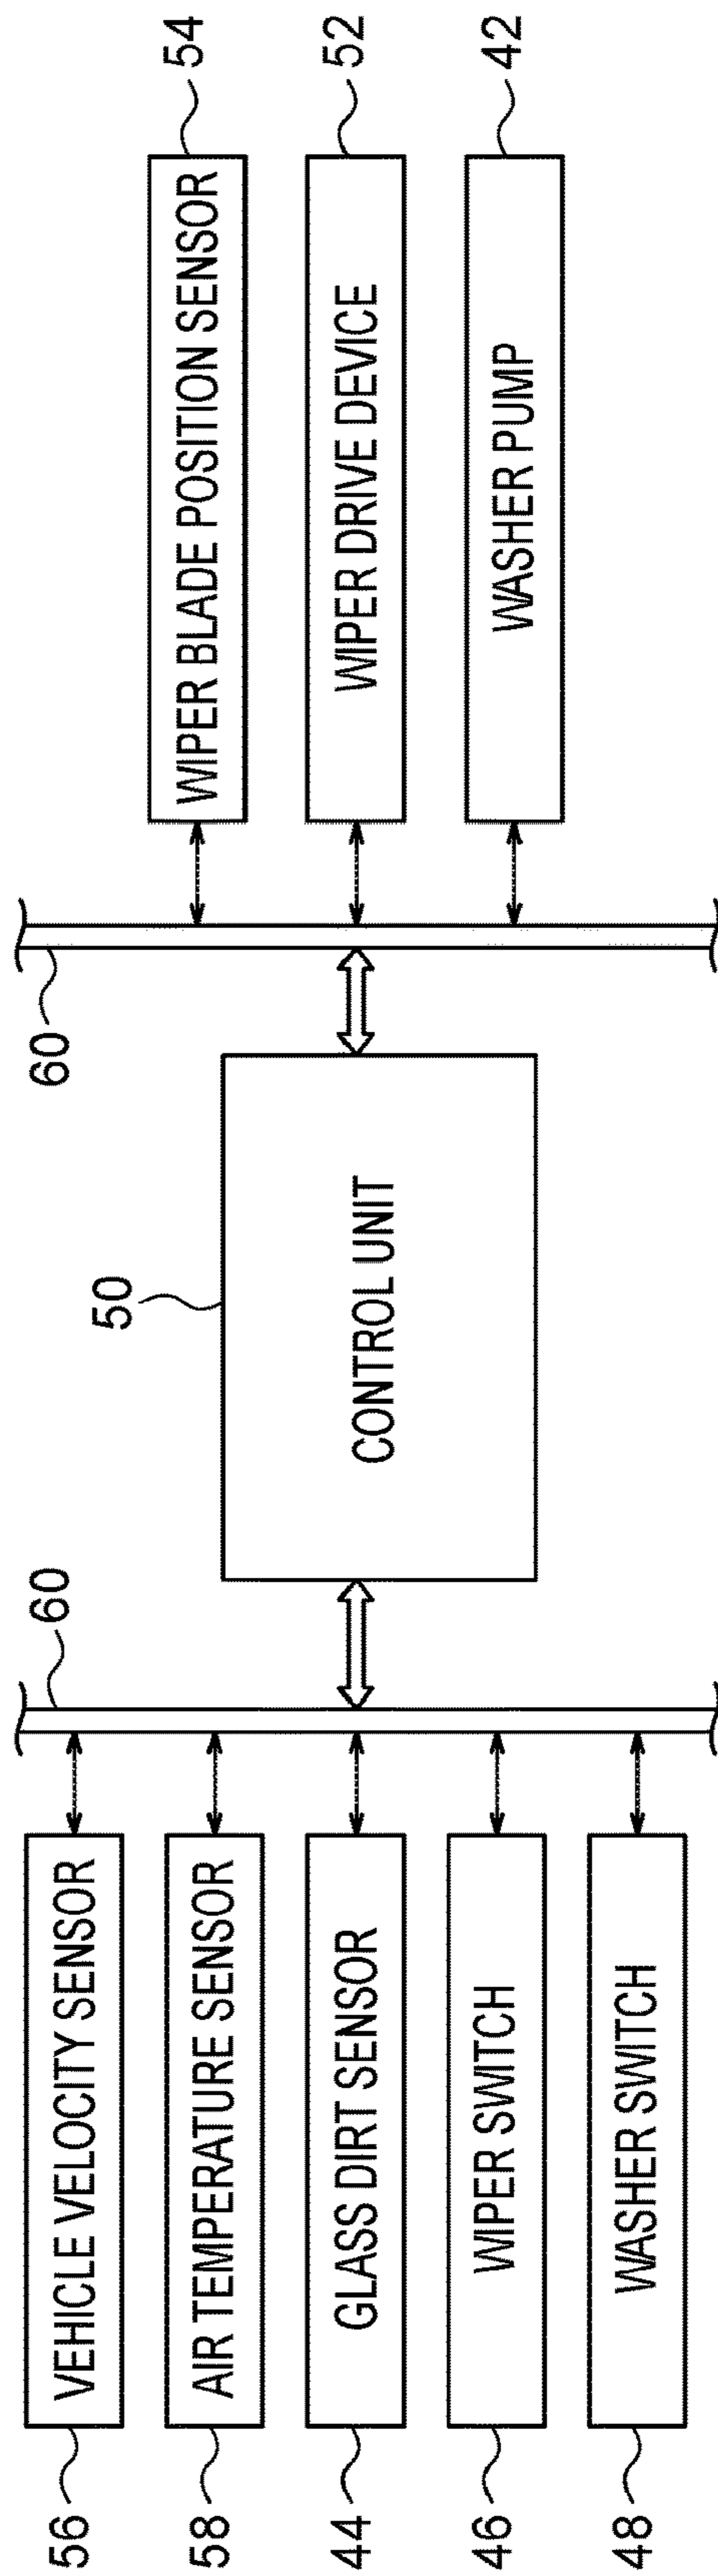 56
VEHICLE VELOCITY SENSOR
58
AIR TEMPERATURE SENSOR
44
GLASS DIRT SENSOR
46
WIPER SWITCH
48
WASHER SWITCH
60
50
CONTROL UNIT
60
WIPER BLADE POSITION SENSOR
54
WIPER DRIVE DEVICE
52
WASHER PUMP
42